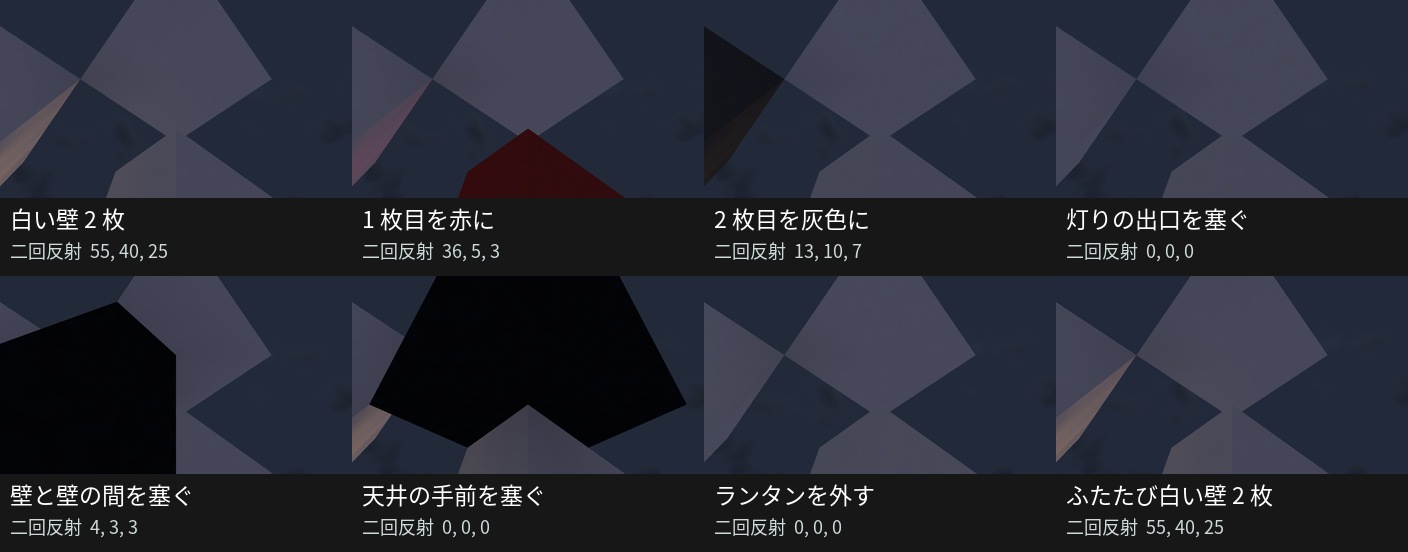 白い壁 2 枚
二回反射 55, 40, 25
1 枚目を赤に
二回反射 36, 5, 3
2 枚目を灰色に
二回反射 13, 10, 7
灯りの出口を塞ぐ
二回反射 0, 0, 0
壁と壁の間を塞ぐ
二回反射 4, 3, 3
天井の手前を塞ぐ
二回反射 0, 0, 0
ランタンを外す
二回反射 0, 0, 0
ふたたび白い壁 2 枚
二回反射 55, 40, 25